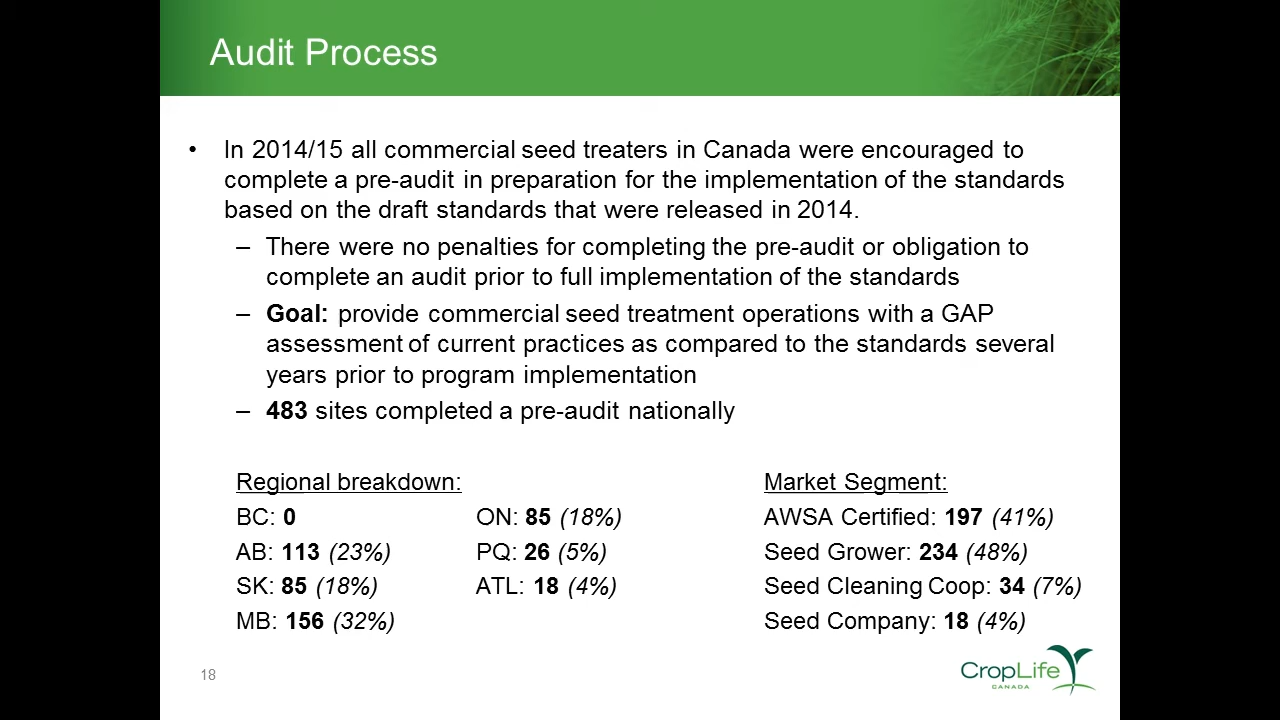 Audit Process
• In 2014/15 all commercial seed treaters in Canada were encouraged to
complete a pre-audit in preparation for the implementation of the standards
based on the draft standards that were released in 2014.
– There were no penalties for completing the pre-audit or obligation to
complete an audit prior to full implementation of the standards
– Goal: provide commercial seed treatment operations with a GAP
assessment of current practices as compared to the standards several
years prior to program implementation
– 483 sites completed a pre-audit nationally
Regional breakdown:
BC: 0
AB: 113 (23%)
SK: 85 (18%)
MB: 156 (32%)
ON: 85 (18%)
PQ: 26 (5%)
ATL: 18 (4%)
Market Segment:
AWSA Certified: 197 (41%)
Seed Grower: 234 (48%)
Seed Cleaning Coop: 34 (7%)
Seed Company: 18 (4%)
18
CropLife
CANADA